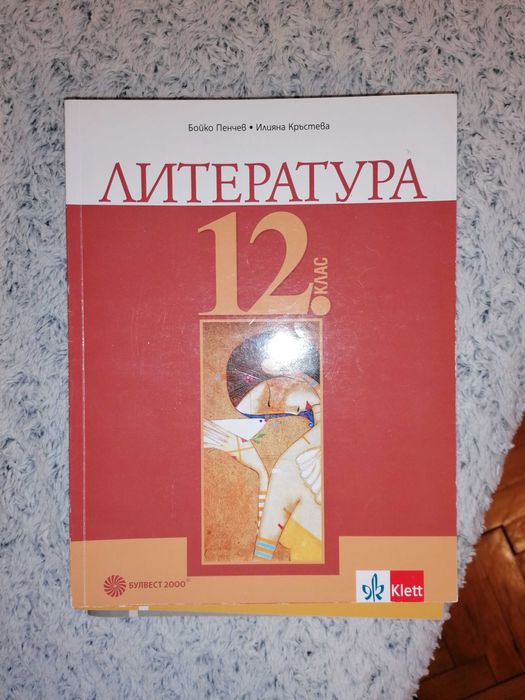 Бойко Пенчев • Илияна Кръстева
ЛИТЕРАТУРА
12. КЛАС
БУЛВЕСТ 2000®
Klett